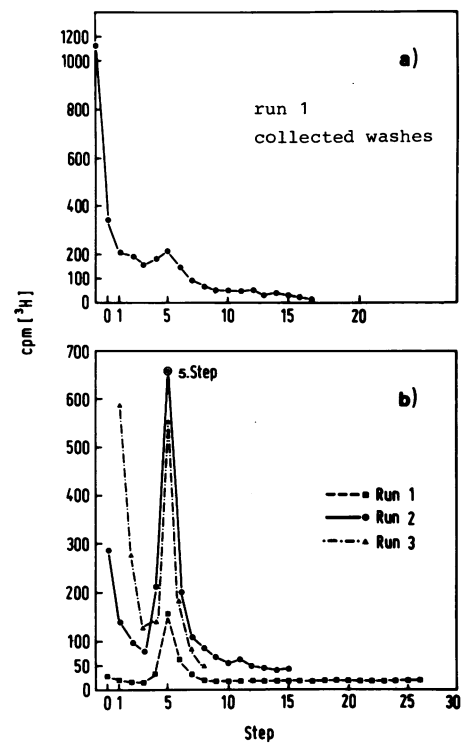 1200
1000
800
600
400
200
100
0
a)
run 1
collected washes
0 1 5 10 15 20
cpm [³H]
700
600
500
400
300
200
150
100
50
0
5.Step
b)
Run 1
Run 2
Run 3
0 1 5 10 15 20 25 30
Step